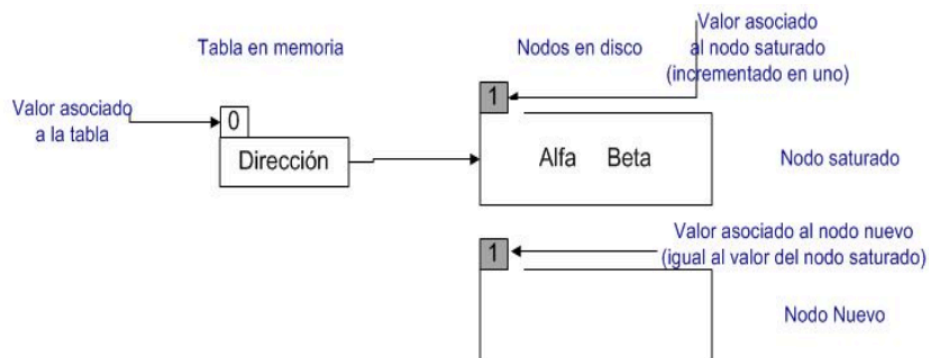 Tabla en memoria
Nodos en disco
Valor asociado
al nodo saturado
(incrementado en uno)
Valor asociado
a la tabla
0
Dirección
1
Alfa Beta
Nodo saturado
1
Valor asociado al nodo nuevo
(igual al valor del nodo saturado)
Nodo Nuevo